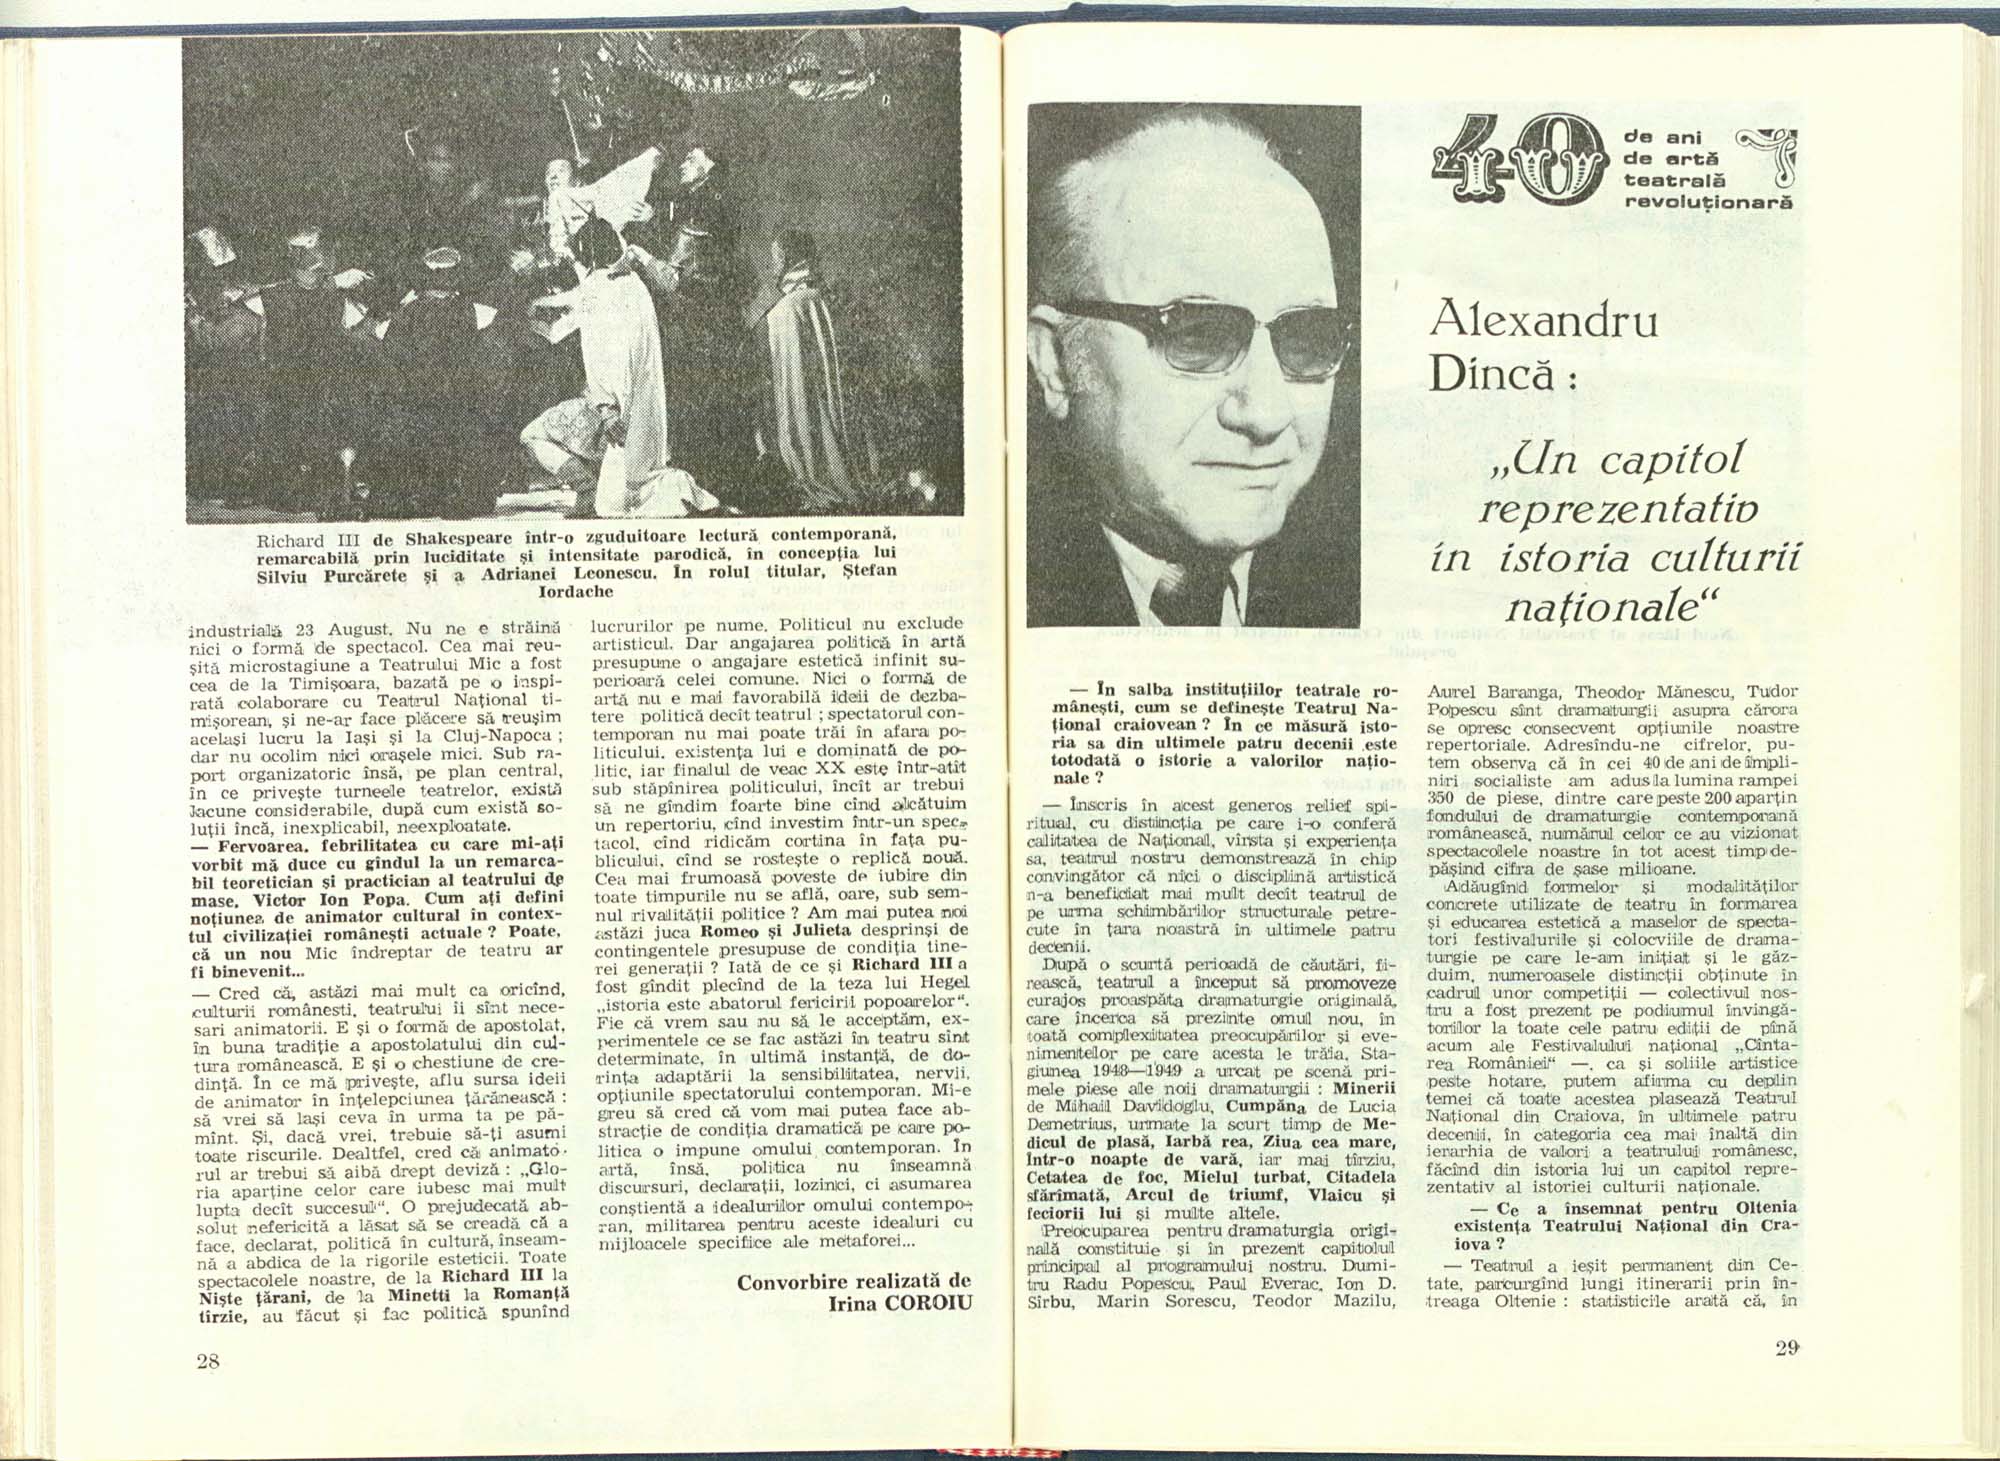 Richard III de Shakespeare într-o zguduitoare lectură contemporană,
remarcabilă prin luciditate și intensitate parodică, în concepția lui
Silviu Purcărete și a Adrianei Leonescu. În rolul titular, Ștefan
Iordache
industrială 23 August. Nu ne e străină
nici o formă de spectacol. Cea mai reu-
șită microstagiune a Teatrului Mic a fost
cea de la Timișoara, bazată pe o inspi-
rată colaborare cu Teatrul Național ti-
mișorean, și ne-ar face plăcere să reușim
același lucru la Iași și la Cluj-Napoca ;
dar nu ocolim nici orașele mici. Sub ra-
port organizatoric însă, pe plan central,
în ce privește turneele teatrelor, există
lacune considerabile, după cum există so-
luții încă, inexplicabil, neexploatate.
— Fervoarea, febrilitatea cu care mi-ați
vorbit mă duce cu gîndul la un remarca-
bil teoretician și practician al teatrului de
mase, Victor Ion Popa. Cum ați defini
noțiunea de animator cultural în contex-
tul civilizației românești actuale ? Poate,
că un nou Mic îndreptar de teatru ar
fi binevenit...
— Cred că, astăzi mai mult ca oricînd,
culturii românesti, teatrului ii sînt nece-
sari animatorii. E și o formă de apostolat,
în buna tradiție a apostolatului din cul-
tura românească. E și o chestiune de cre-
dință. În ce mă privește, aflu sursa ideii
de animator în înțelepciunea țărănească :
să vrei să lași ceva în urma ta pe pă-
mînt. Și, dacă vrei, trebuie să-ți asumi
toate riscurile. Dealtfel, cred că animato-
rul ar trebui să aibă drept deviză : „Glo-
ria aparține celor care iubesc mai mult
lupta decît succesul“. O prejudecată ab-
solut nefericită a lăsat să se creadă că a
face, declarat, politică în cultură, înseam-
nă a abdica de la rigorile esteticii. Toate
spectacolele noastre, de la Richard III la
Niște țărani, de la Minetti la Romanță
tîrzie, au făcut și fac politică spunînd
lucrurilor pe nume. Politicul nu exclude
artisticul. Dar angajarea politică în artă
presupune o angajare estetică infinit su-
perioară celei comune. Nici o formă de
artă nu e mai favorabilă ideii de dezba-
tere politică decît teatrul ; spectatorul con-
temporan nu mai poate trăi în afara po-
liticului, existența lui e dominată de po-
litic, iar finalul de veac XX este într-atît
sub stăpînirea politicului, încît ar trebui
să ne gîndim foarte bine cînd alcătuim
un repertoriu, cînd investim într-un spec-
tacol, cînd ridicăm cortina în fața pu-
blicului, cînd se rostește o replică nouă.
Cea mai frumoasă poveste de iubire din
toate timpurile nu se află, oare, sub sem-
nul rivalității politice ? Am mai putea noi
astăzi juca Romeo și Julieta desprinși de
contingentele presupuse de condiția tine-
rei generații ? Iată de ce și Richard III a
fost gîndit plecînd de la teza lui Hegel
„istoria este abatorul fericirii popoarelor“.
Fie că vrem sau nu să le acceptăm, ex-
perimentele ce se fac astăzi în teatru sînt
determinate, în ultimă instanță, de do-
rința adaptării la sensibilitatea, nervii,
opțiunile spectatorului contemporan. Mi-e
greu să cred că vom mai putea face ab-
stracție de condiția dramatică pe care po-
litica o impune omului contemporan. În
artă, însă, politica nu înseamnă
discursuri, declarații, lozinici, ci asumarea
conștientă a idealurilor omului contempo-
ran, militarea pentru aceste idealuri cu
mijloacele specifice ale metaforei...
Convorbire realizată de
Irina COROIU
28
40
de ani
de artă
teatrală
revoluționară
Alexandru
Dincă :
„Un capitol
reprezentativ
în istoria culturii
naționale“
— În salba instituțiilor teatrale ro-
mânești, cum se definește Teatrul Na-
țional craiovean ? În ce măsură isto-
ria sa din ultimele patru decenii este
totodată o istorie a valorilor națio-
nale ?
— Înscris în acest generos relief spi-
ritual, cu distincția pe care i-o conferă
calitatea de Național, vîrsta și experiența
sa, teatrul nostru demonstrează în chip
convingător că nici o disciplină artistică
n-a beneficiat mai mult decît teatrul de
pe urma schimbărilor structurale petre-
cute în țara noastră în ultimele patru
decenii.
După o scurtă perioadă de căutări, fi-
rească, teatrul a început să promoveze
curajos proaspăta dramaturgie originală,
care încerca să prezinte omul nou, în
toată complexitatea preocupărilor și eve-
nimentelor pe care acesta le trăia. Sta-
giunea 1948—1949 a urcat pe scenă pri-
mele piese ale noii dramaturgii : Minerii
de Mihail Davidoglu, Cumpăna de Lucia
Demetrius, urmate la scurt timp de Me-
dicul de plasă, Iarbă rea, Ziua cea mare,
Într-o noapte de vară, iar mai tîrziu,
Cetatea de foc, Mielul turbat, Citadela
sfărîmată, Arcul de triumf, Vlaicu și
feciorii lui și multe altele.
Preocuparea pentru dramaturgia origi-
nală constituie și în prezent capitolul
principal al programului nostru. Dumi-
tru Radu Popescu, Paul Everac, Ion D.
Sîrbu, Marin Sorescu, Teodor Mazilu,
Aurel Baranga, Theodor Mănescu, Tudor
Popescu sînt dramaturgii asupra cărora
se opresc consecvent opțiunile noastre
repertoriale. Adresîndu-ne cifrelor, pu-
tem observa că în cei 40 de ani de împli-
niri socialiste am adus la lumina rampei
350 de piese, dintre care peste 200 aparțin
fondului de dramaturgie contemporană
românească, numărul celor ce au vizionat
spectacolele noastre în tot acest timp de-
pășind cifra de șase milioane.
Adăugînd formelor și modalităților
concrete utilizate de teatru în formarea
și educarea estetică a maselor de specta-
tori festivalurile și colocviile de drama-
turgie pe care le-am inițiat și le găz-
duim, numeroasele distincții obținute în
cadrul unor competiții — colectivul nos-
tru a fost prezent pe podiumul învingă-
torilor la toate cele patru ediții de pînă
acum ale Festivalului național „Cînta-
rea României“ —, ca și soliile artistice
peste hotare, putem afirma cu deplin
temei că toate acestea plasează Teatrul
Național din Craiova, în ultimele patru
decenii, în categoria cea mai înaltă din
ierarhia de valori a teatrului românesc,
făcînd din istoria lui un capitol repre-
zentativ al istoriei culturii naționale.
— Ce a însemnat pentru Oltenia
existența Teatrului Național din Cra-
iova ?
— Teatrul a ieșit permanent din Ce-
tate, parcurgînd lungi itinerarii prin în-
treaga Oltenie : statisticile arată că, în
29